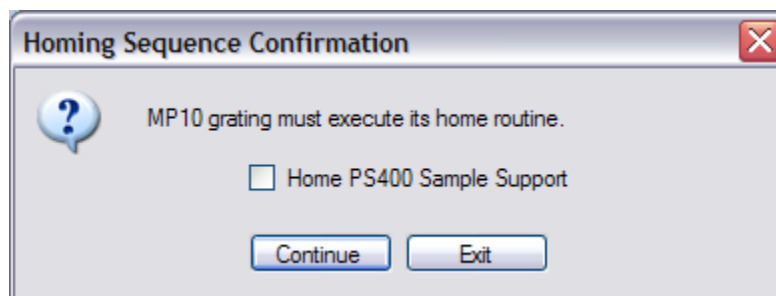 Homing Sequence Confirmation
MP10 grating must execute its home routine.
Home PS400 Sample Support
Continue Exit